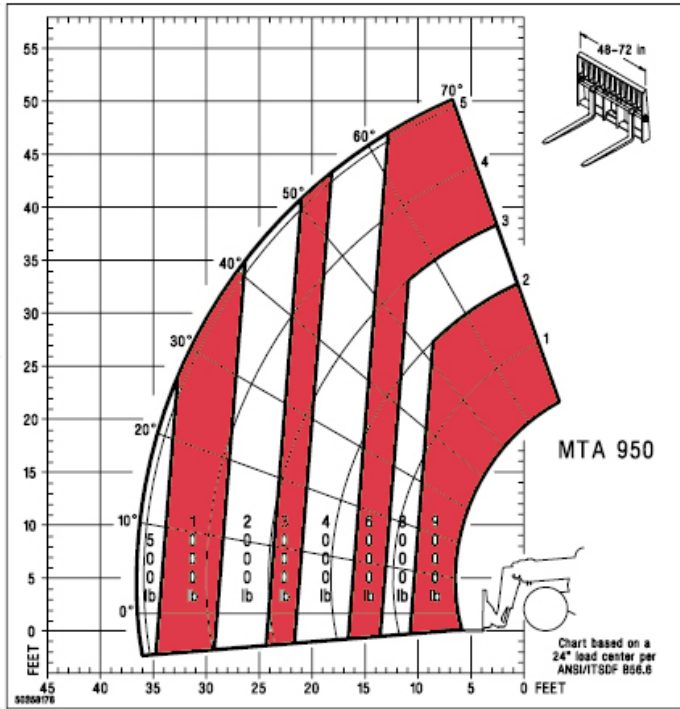 48-72 in
55
50
45
40
35
30
25
20
15
10
5
0
FEET
70°
60°
50°
40°
30°
20°
10°
0°
5
4
3
2
1
500 lb
1000 lb
2000 lb
3000 lb
4000 lb
6000 lb
8000 lb
9000 lb
MTA 950
Chart based on a
24" load center per
ANSI/ITSDF B56.6
45 40 35 30 25 20 15 10 5 0 FEET